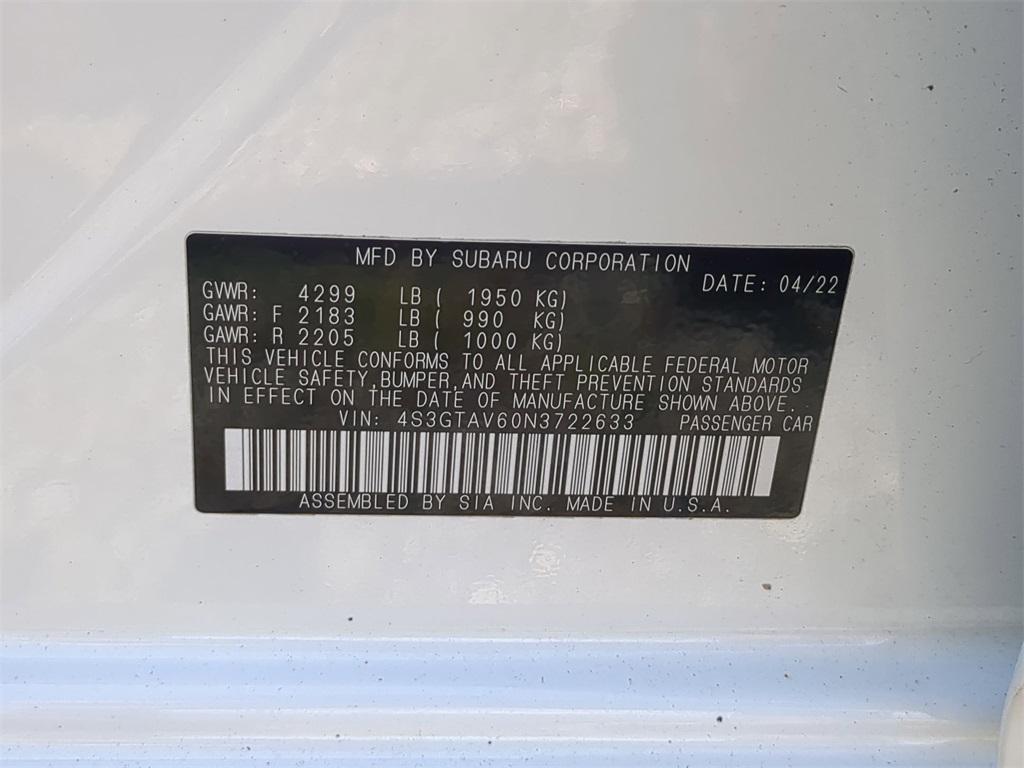 MFD BY SUBARU CORPORATION
DATE: 04/22
GVWR: 4299 LB ( 1950 KG)
GAWR: F 2183 LB ( 990 KG)
GAWR: R 2205 LB ( 1000 KG)
THIS VEHICLE CONFORMS TO ALL APPLICABLE FEDERAL MOTOR
VEHICLE SAFETY, BUMPER, AND THEFT PREVENTION STANDARDS
IN EFFECT ON THE DATE OF MANUFACTURE SHOWN ABOVE.
VIN: 4S3GTAV60N3722633 PASSENGER CAR
ASSEMBLED BY SIA INC. MADE IN U.S.A.